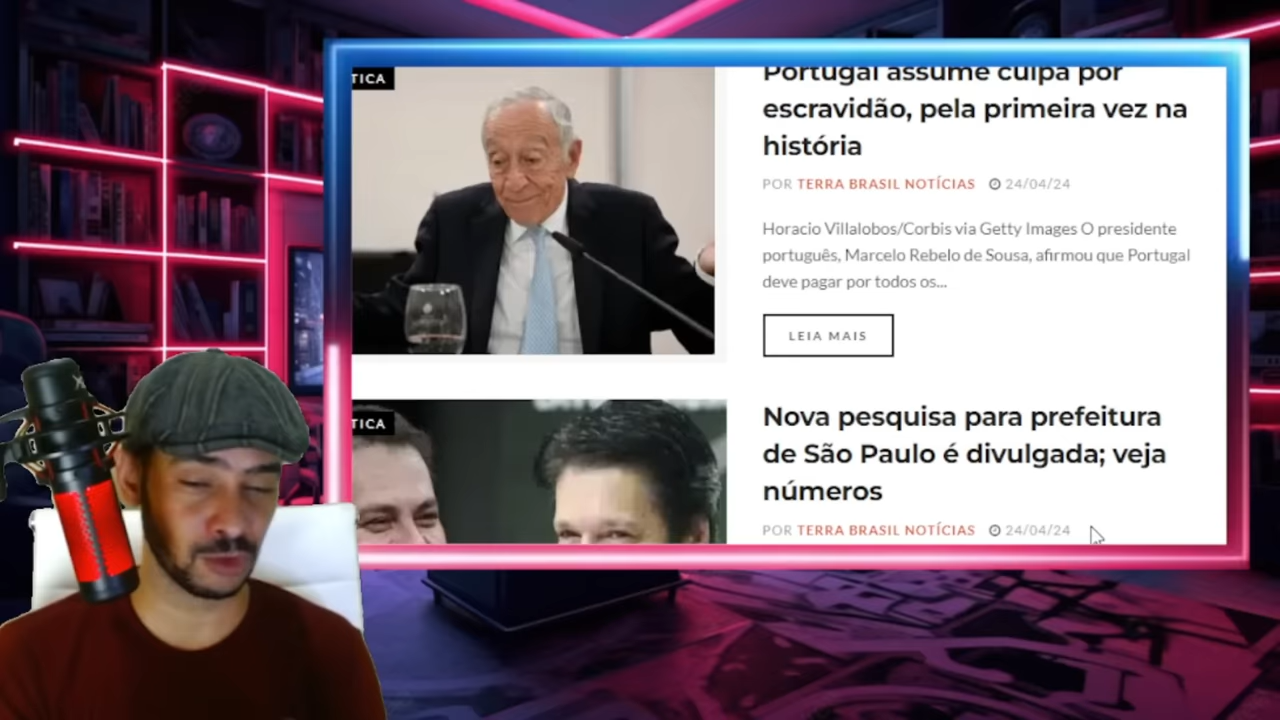 TICA
Portugal assume culpa por
escravidão, pela primeira vez na
história
POR TERRA BRASIL NOTÍCIAS 24/04/24
Horacio Villalobos/Corbis via Getty Images O presidente
português, Marcelo Rebelo de Sousa, afirmou que Portugal
deve pagar por todos os...
LEIA MAIS
TICA
Nova pesquisa para prefeitura
de São Paulo é divulgada; veja
números
POR TERRA BRASIL NOTÍCIAS 24/04/24